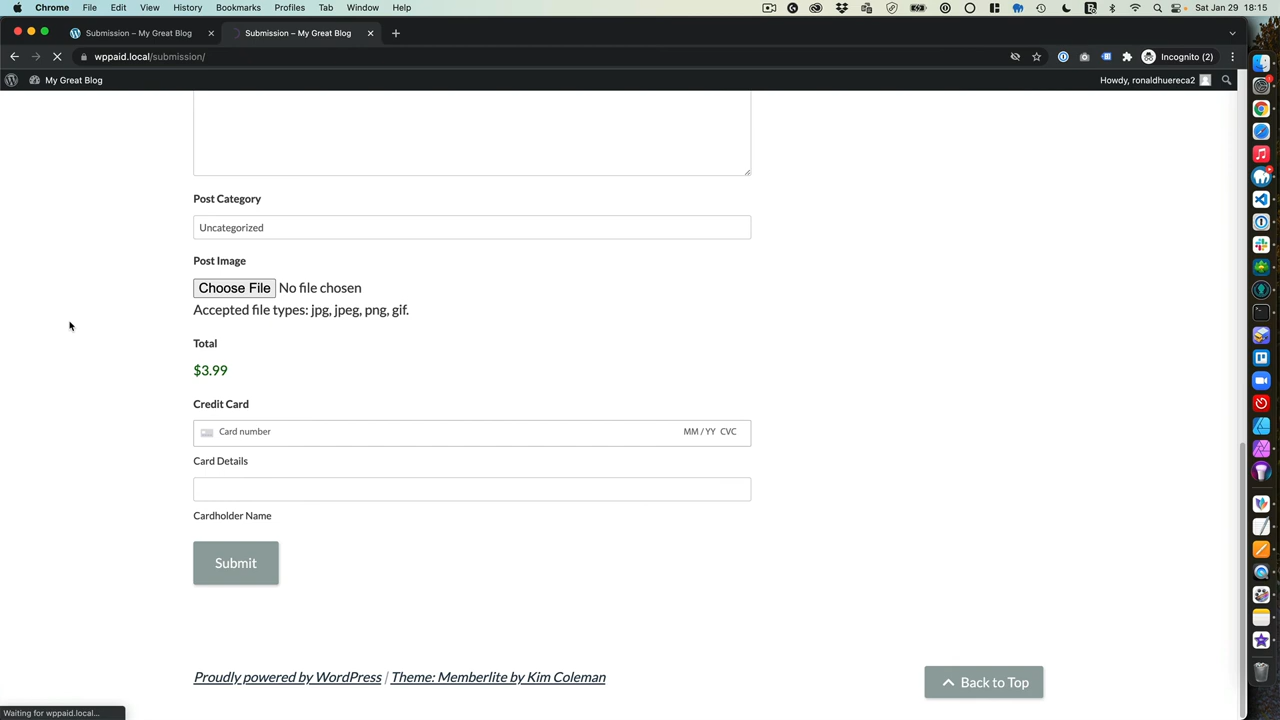 Chrome File Edit View History Bookmarks Profiles Tab Window Help Sat Jan 29 18:15
Submission – My Great Blog Submission – My Great Blog
wppaid.local/submission/ Incognito (2)
My Great Blog Howdy, ronaldhuereca2
Post Category
Uncategorized
Post Image
Choose File No file chosen
Accepted file types: jpg, jpeg, png, gif.
Total
$3.99
Credit Card
Card number MM / YY CVC
Card Details
Cardholder Name
Submit
Proudly powered by WordPress | Theme: Memberlite by Kim Coleman
Back to Top
Waiting for wppaid.local...